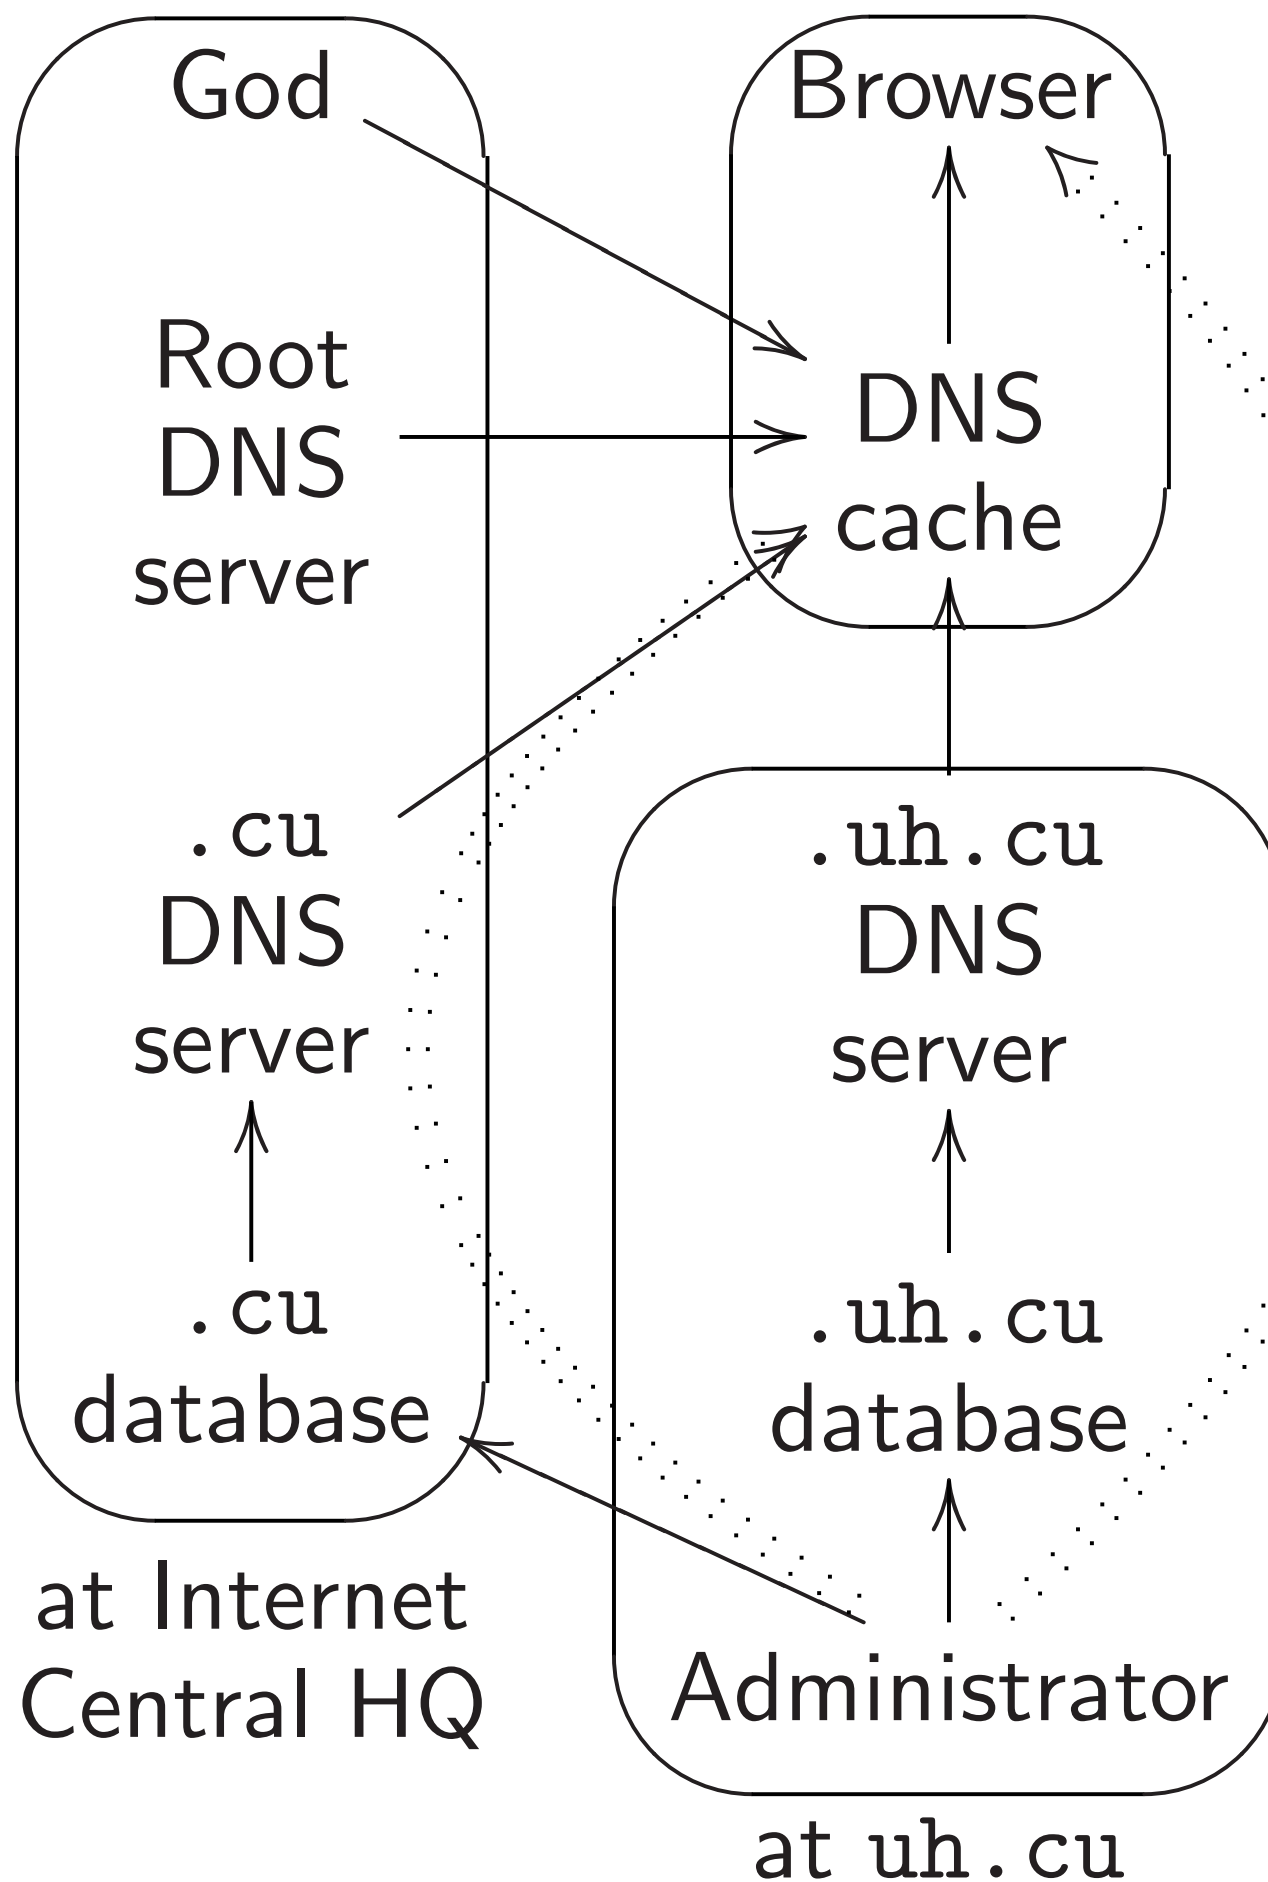 God
Root
DNS
server
.cu
DNS
server
.cu
database
at Internet
Central HQ
Browser
DNS
cache
.uh.cu
DNS
server
.uh.cu
database
Administrator
at uh.cu